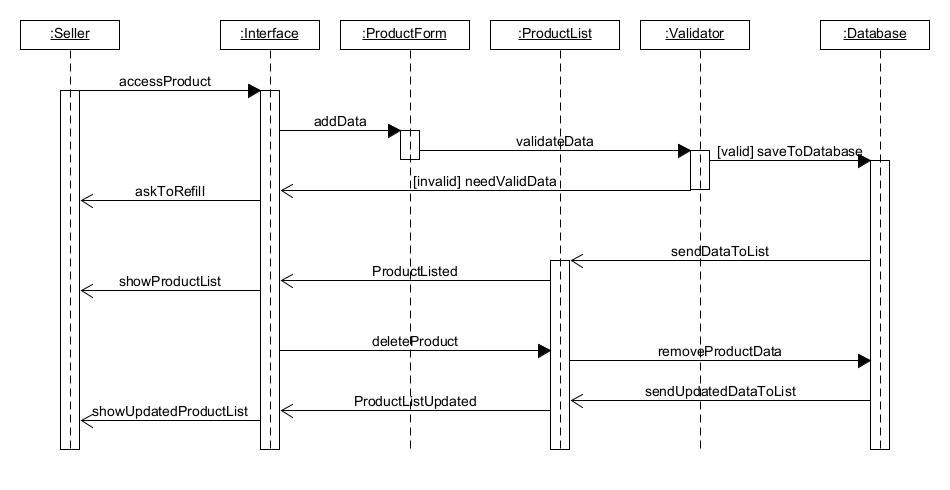 :Seller
:Interface
:ProductForm
:ProductList
:Validator
:Database
accessProduct
addData
validateData
[valid] saveToDatabase
[invalid] needValidData
askToRefill
sendDataToList
ProductListed
showProductList
deleteProduct
removeProductData
sendUpdatedDataToList
ProductListUpdated
showUpdatedProductList